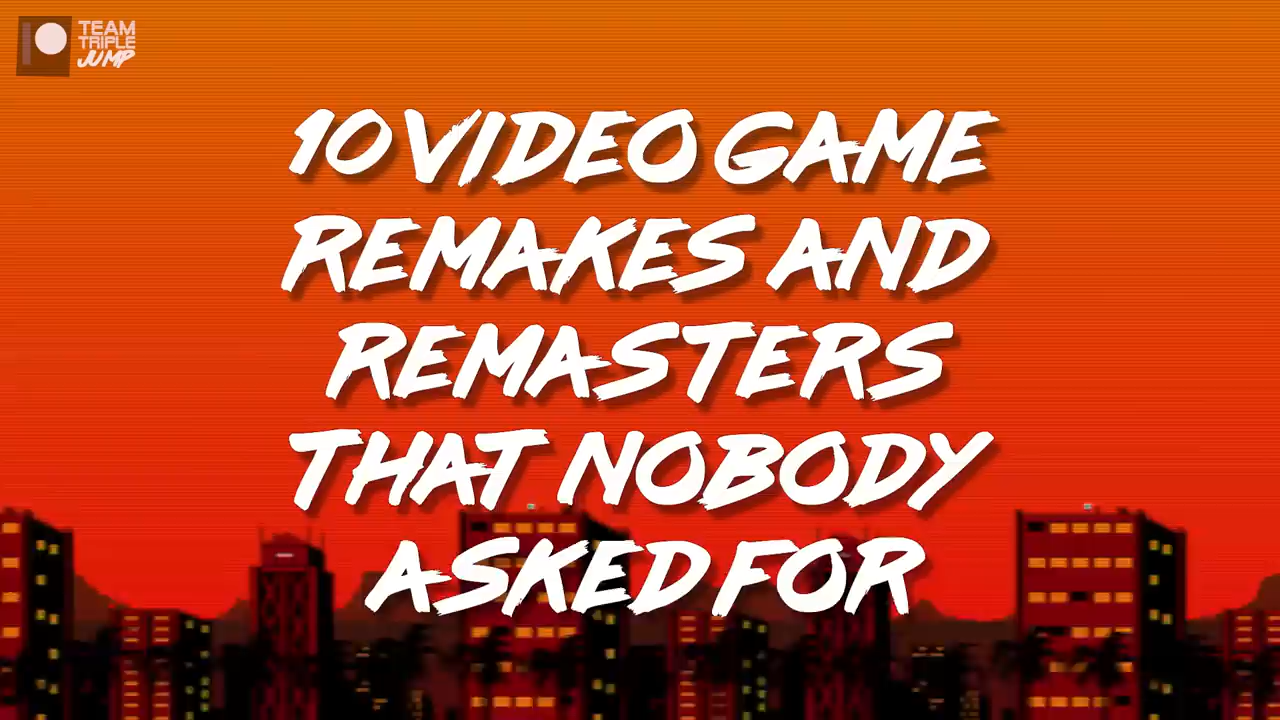 TEAM
TRIPLE
JUMP
10 VIDEO GAME
REMAKES AND
REMASTERS
THAT NOBODY
ASKED FOR